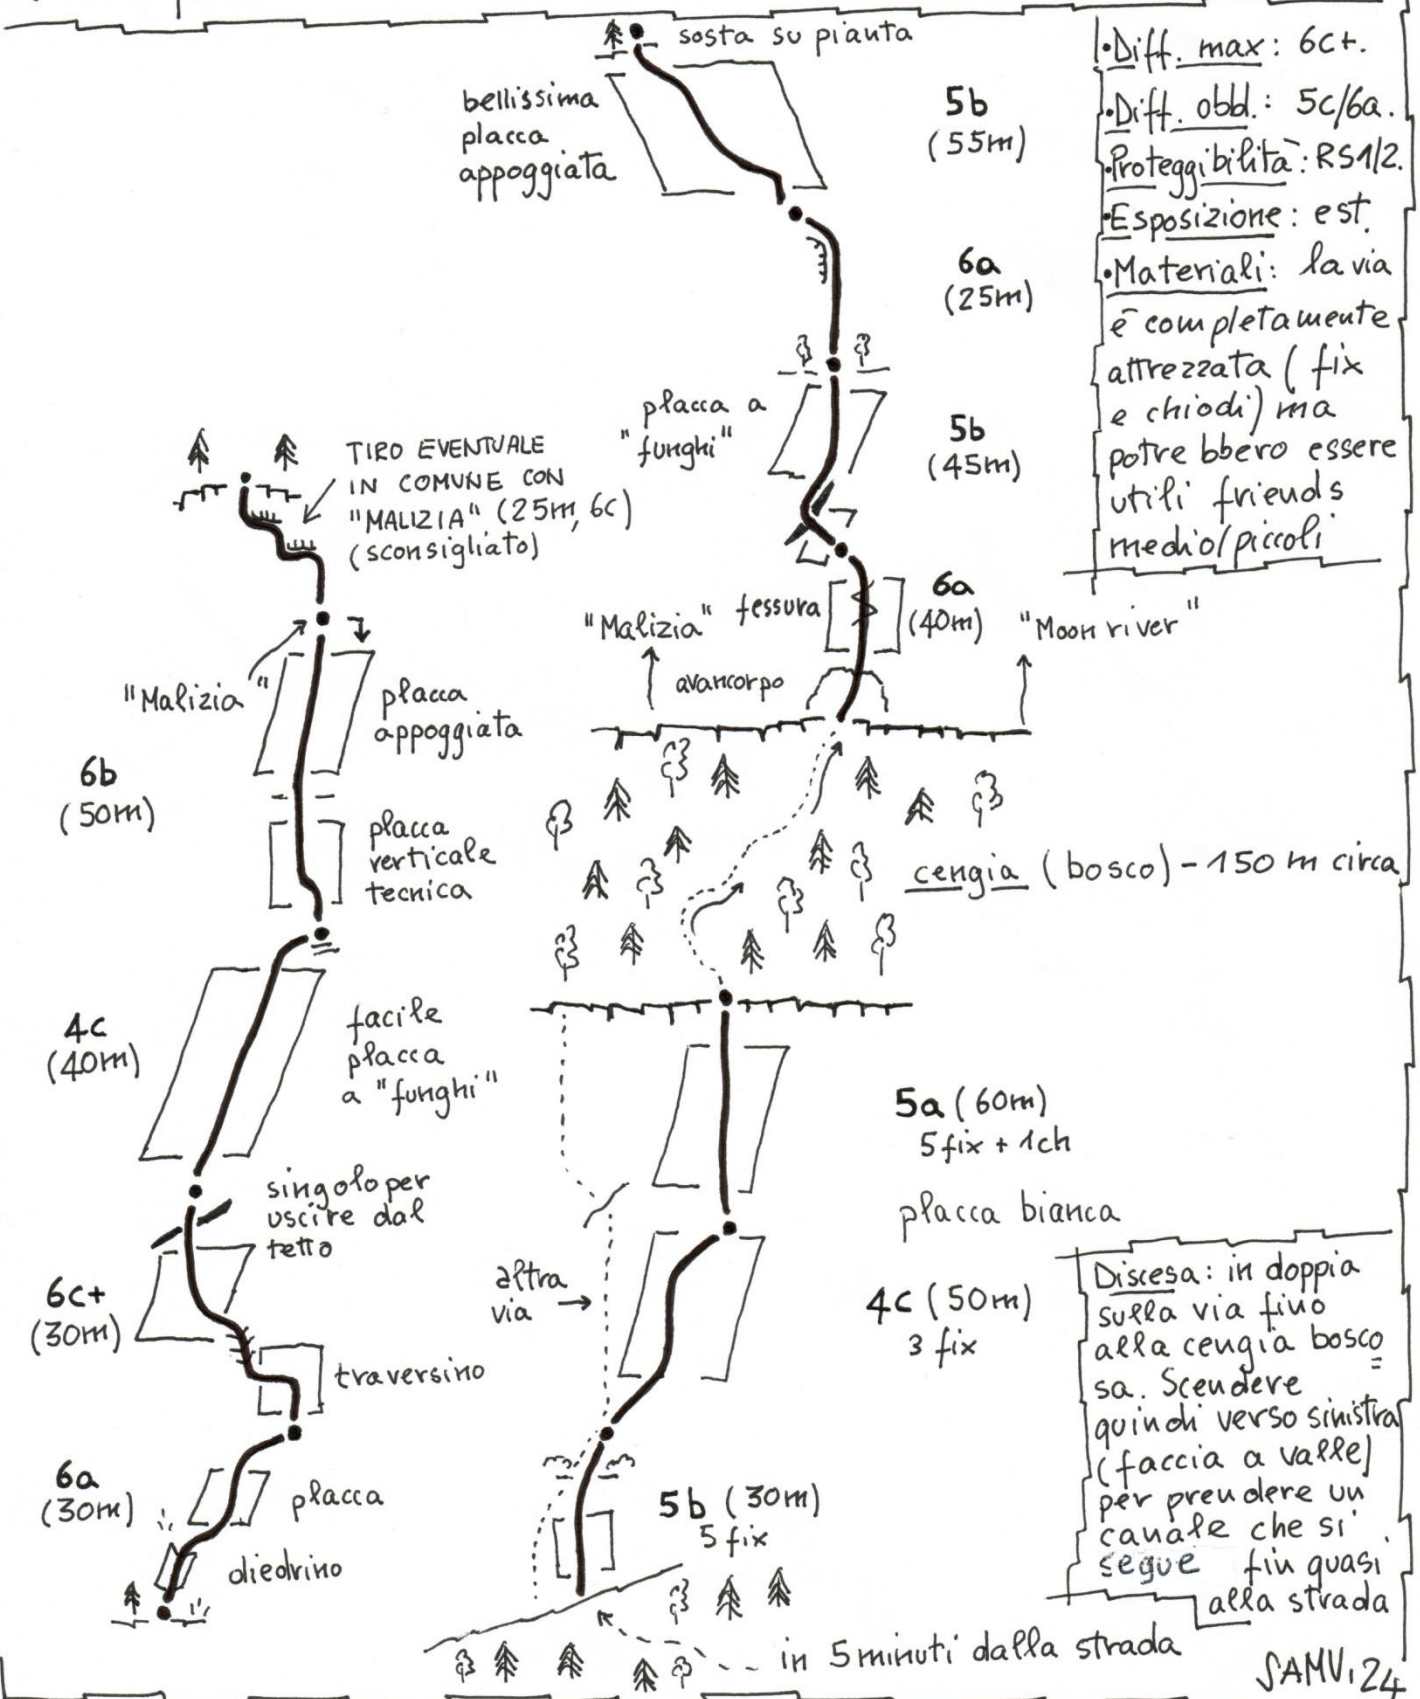 sosta su pianta
bellissima
placca
appoggiata
5b
(55m)
6a
(25m)
placca a
"funghi"
5b
(45m)
6a
(40m)
fessura
"Malizia"
"Moon river"
avancorpo
cengia (bosco) - 150 m circa
5a (60m)
5 fix + 1ch
placca bianca
altra
via →
4c (50m)
3 fix
5b (30m)
5 fix
in 5 minuti dalla strada
TIRO EVENTUALE
IN COMUNE CON
"MALIZIA" (25m, 6c)
(sconsigliato)
"Malizia"
placca
appoggiata
6b
(50m)
placca
verticale
tecnica
4c
(40m)
facile
placca
a "funghi"
singolo per
uscire dal
tetto
6c+
(30m)
traversino
6a
(30m)
placca
diedrino
•Diff. max: 6c+.
•Diff. obbl.: 5c/6a.
•Proteggibilità: RS1/2.
•Esposizione: est.
•Materiali: la via
è completamente
attrezzata (fix
e chiodi) ma
potrebbero essere
utili friends
medio/piccoli
Discesa: in doppia
sulla via fino
alla cengia bosco=
sa. Scendere
quindi verso sinistra
(faccia a valle)
per prendere un
canale che si
segue fin quasi
alla strada
SAMV. 24